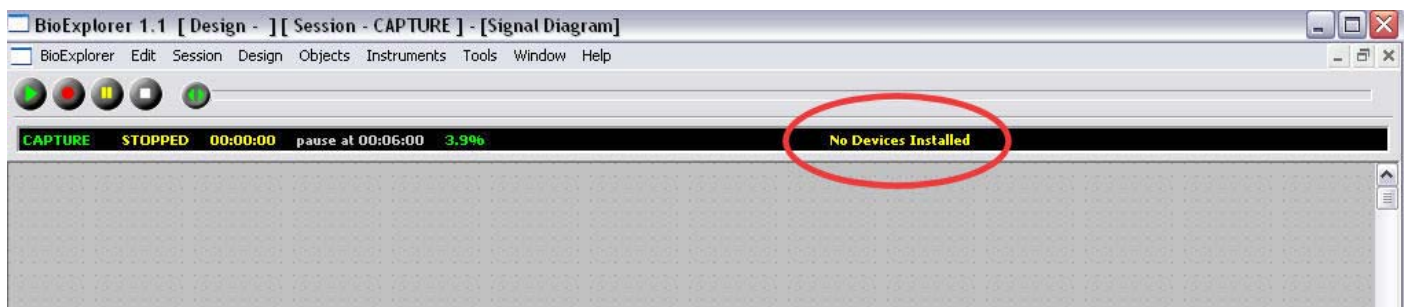 BioExplorer 1.1 [ Design - ] [ Session - CAPTURE ] - [Signal Diagram]
BioExplorer Edit Session Design Objects Instruments Tools Window Help
CAPTURE STOPPED 00:00:00 pause at 00:06:00 3.9% No Devices Installed